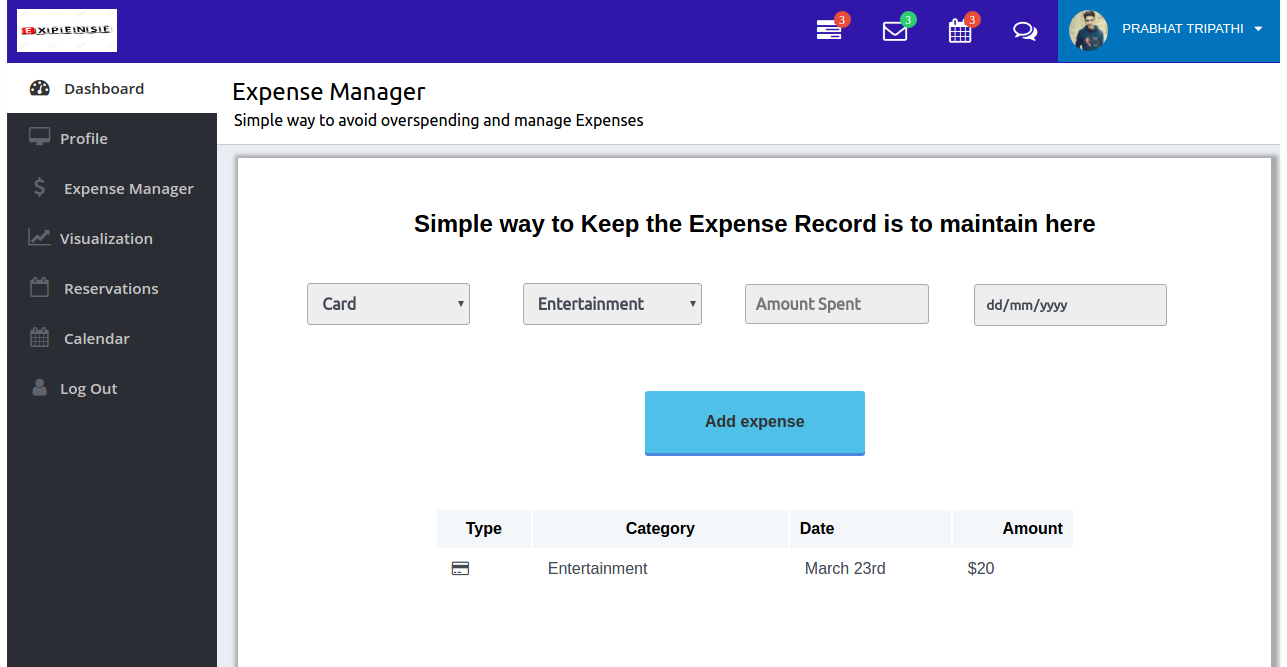 EXPENSE
3
3
3
PRABHAT TRIPATHI
Dashboard
Profile
Expense Manager
Visualization
Reservations
Calendar
Log Out
Expense Manager
Simple way to avoid overspending and manage Expenses
Simple way to Keep the Expense Record is to maintain here
Card
Entertainment
Amount Spent
dd/mm/yyyy
Add expense
Type Category Date Amount
Entertainment March 23rd $20